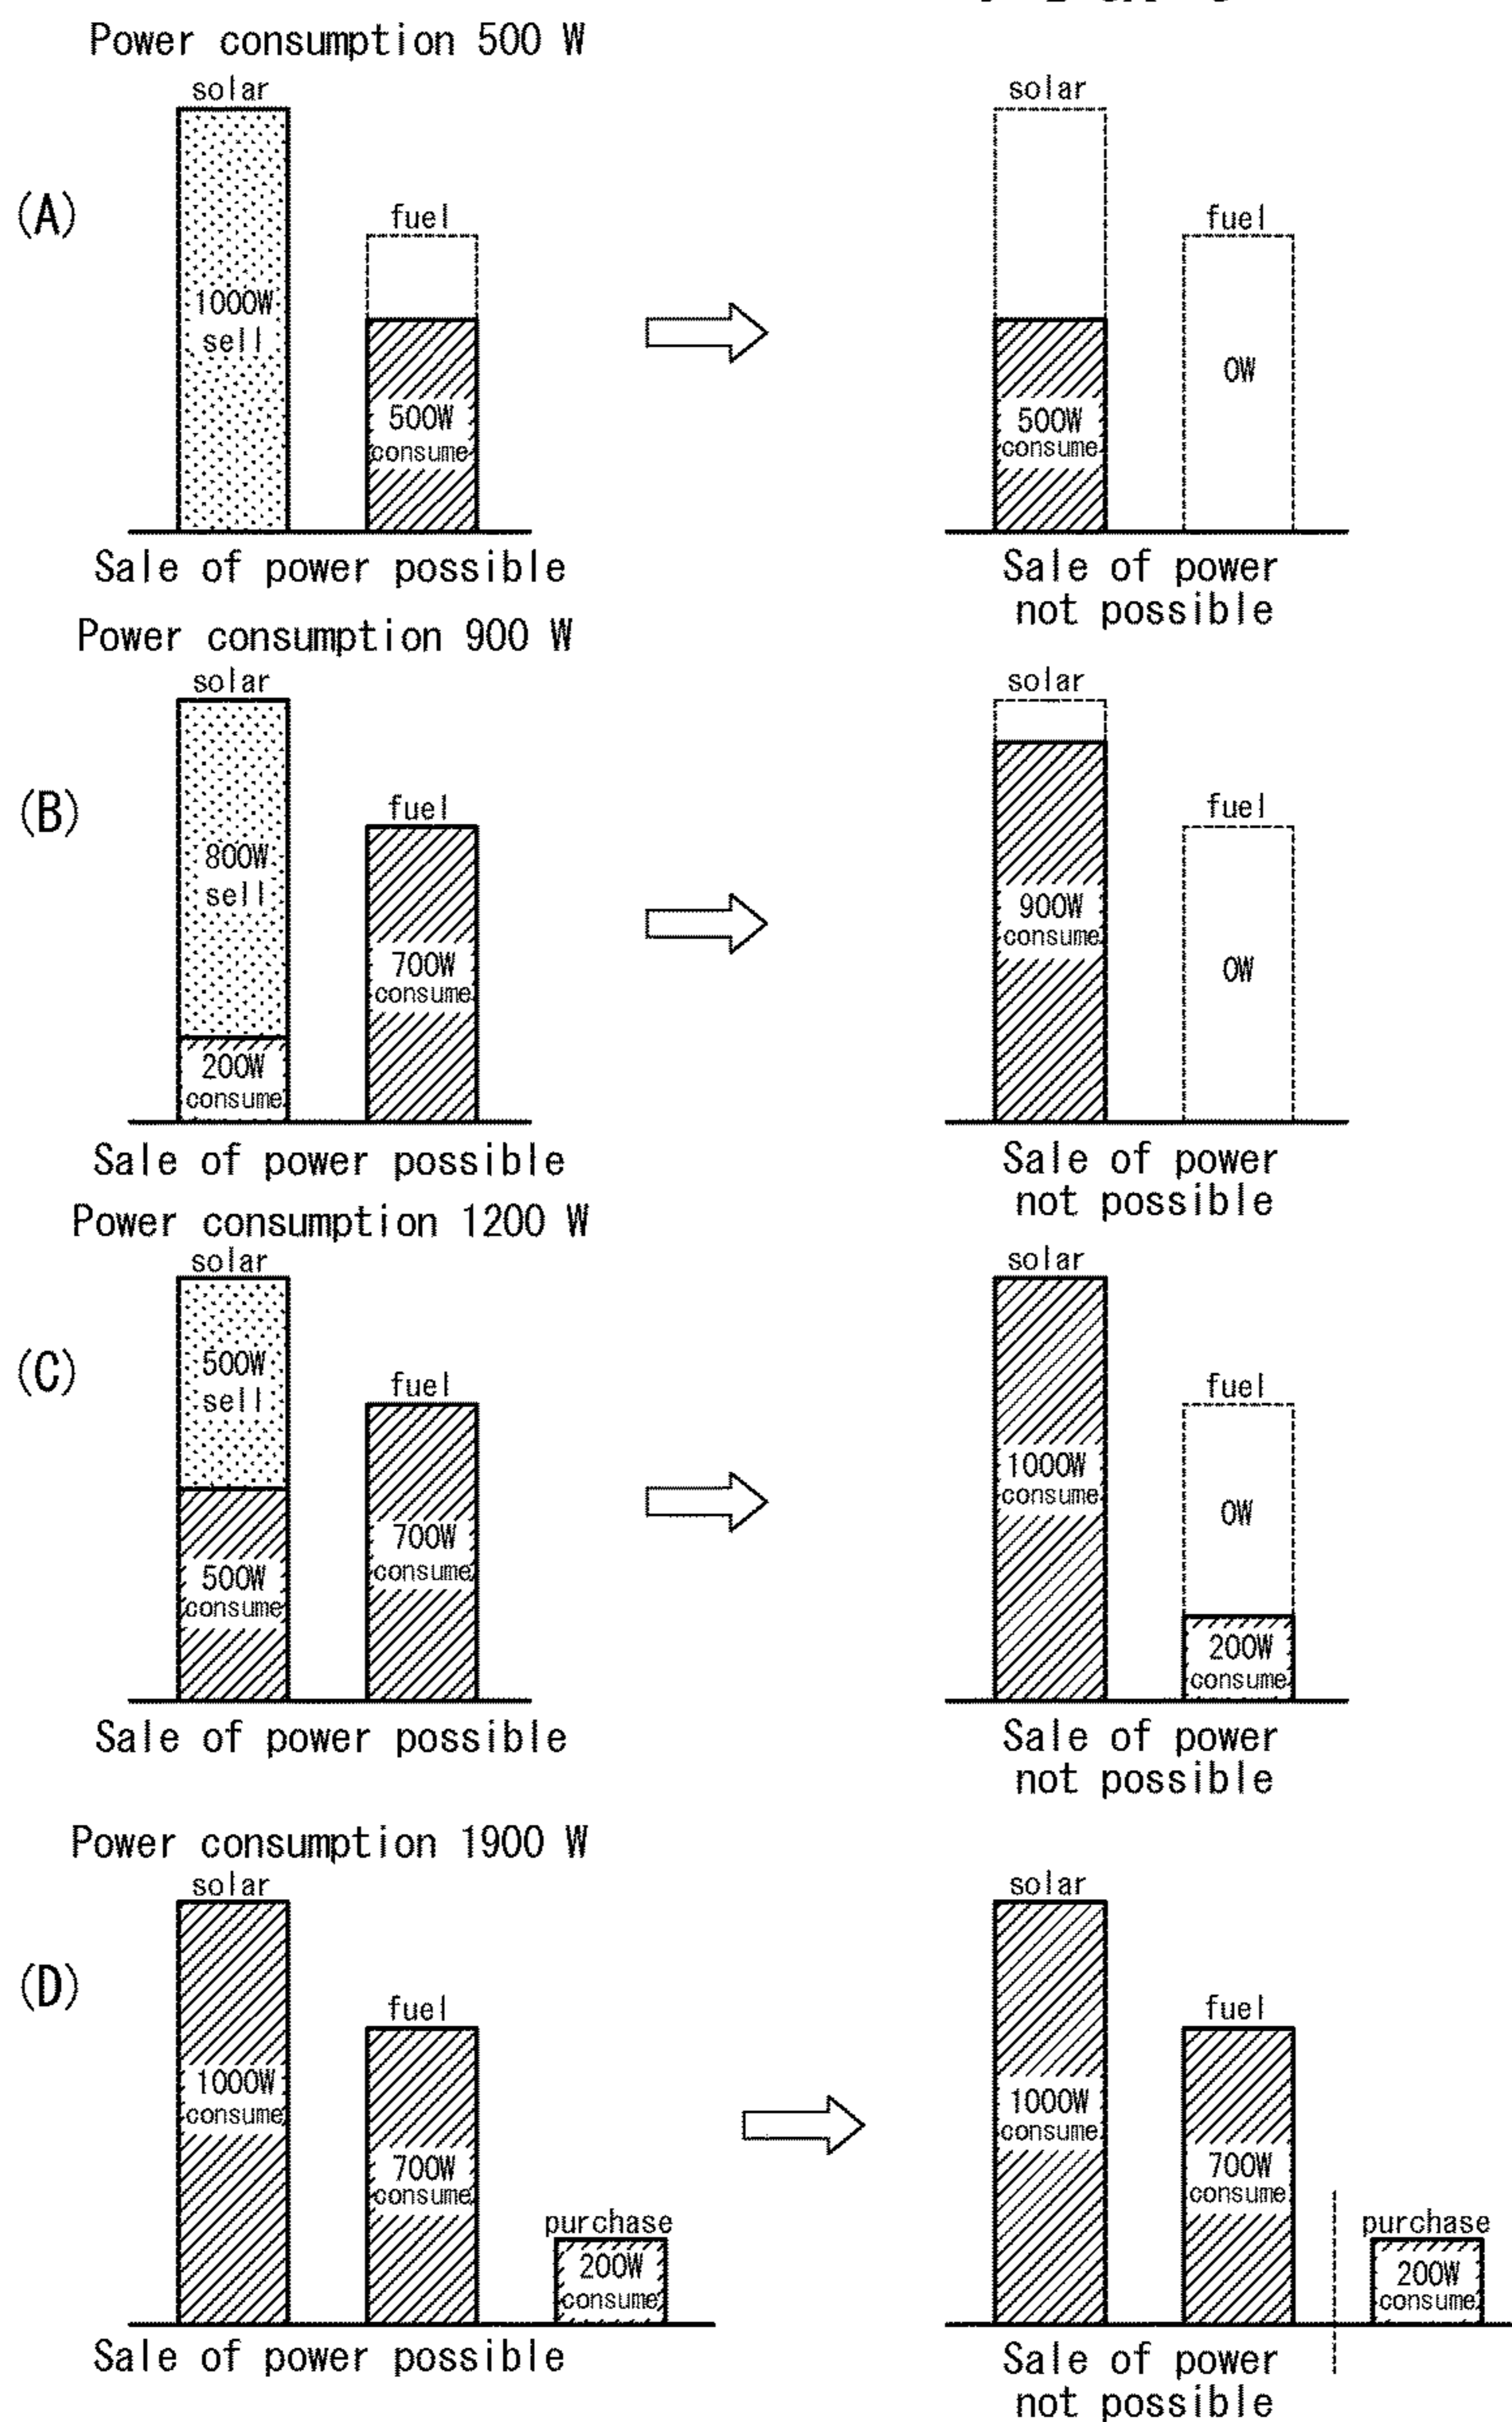 Power consumption 500 W
(A)
solar
1000W
sell
fuel
500W
consume
Sale of power possible
solar
500W
consume
fuel
0W
Sale of power
not possible
Power consumption 900 W
(B)
solar
800W
sell
200W
consume
fuel
700W
consume
Sale of power possible
solar
900W
consume
fuel
0W
Sale of power
not possible
Power consumption 1200 W
(C)
solar
500W
sell
500W
consume
fuel
700W
consume
Sale of power possible
solar
1000W
consume
fuel
0W
200W
consume
Sale of power
not possible
Power consumption 1900 W
(D)
solar
1000W
consume
fuel
700W
consume
purchase
200W
consume
Sale of power possible
solar
1000W
consume
fuel
700W
consume
purchase
200W
consume
Sale of power
not possible